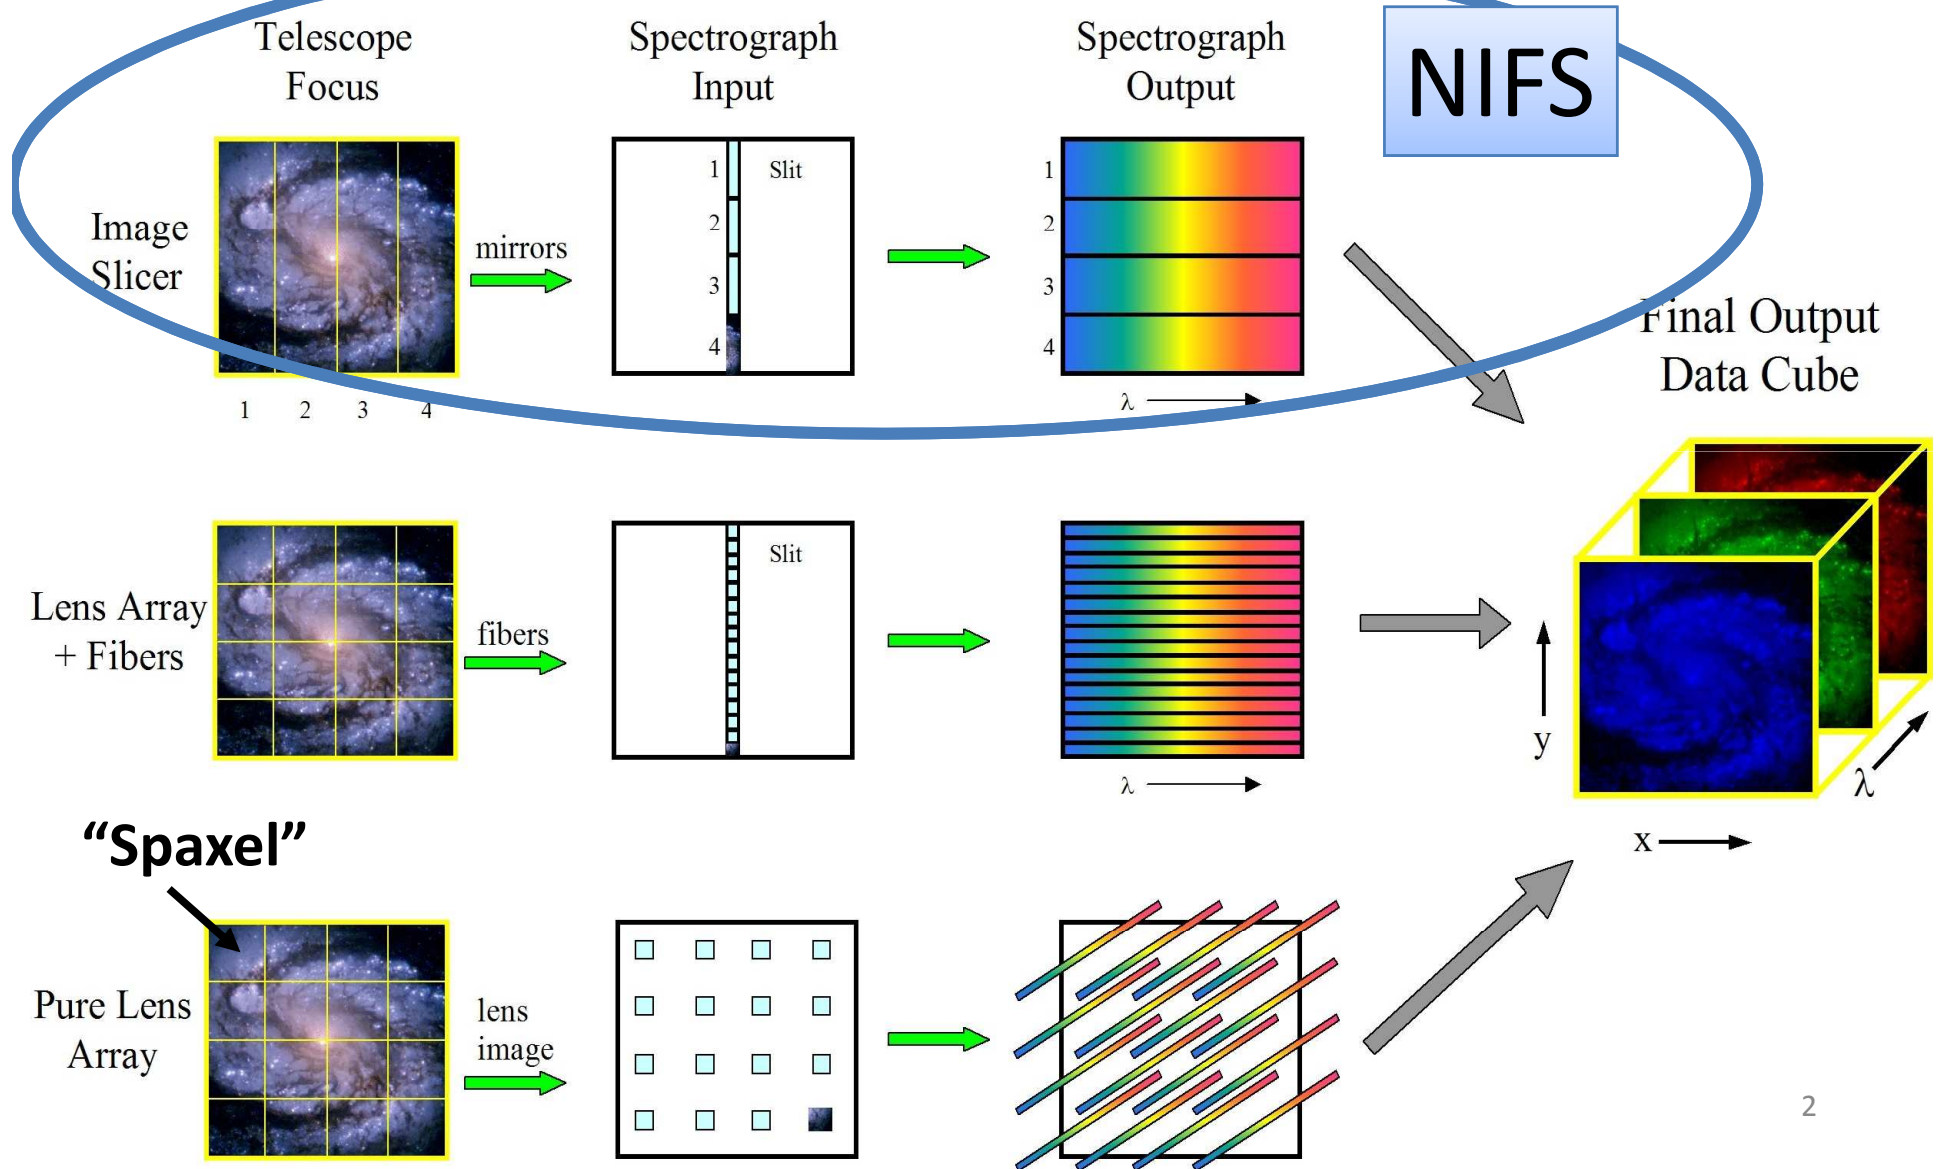 Telescope
Focus
Spectrograph
Input
Spectrograph
Output
NIFS
Image
Slicer
mirrors
1
2
3
4
Slit
1
2
3
4
λ
1 2 3 4
Final Output
Data Cube
Lens Array
+ Fibers
fibers
Slit
λ
y
λ
x
“Spaxel”
Pure Lens
Array
lens
image
2